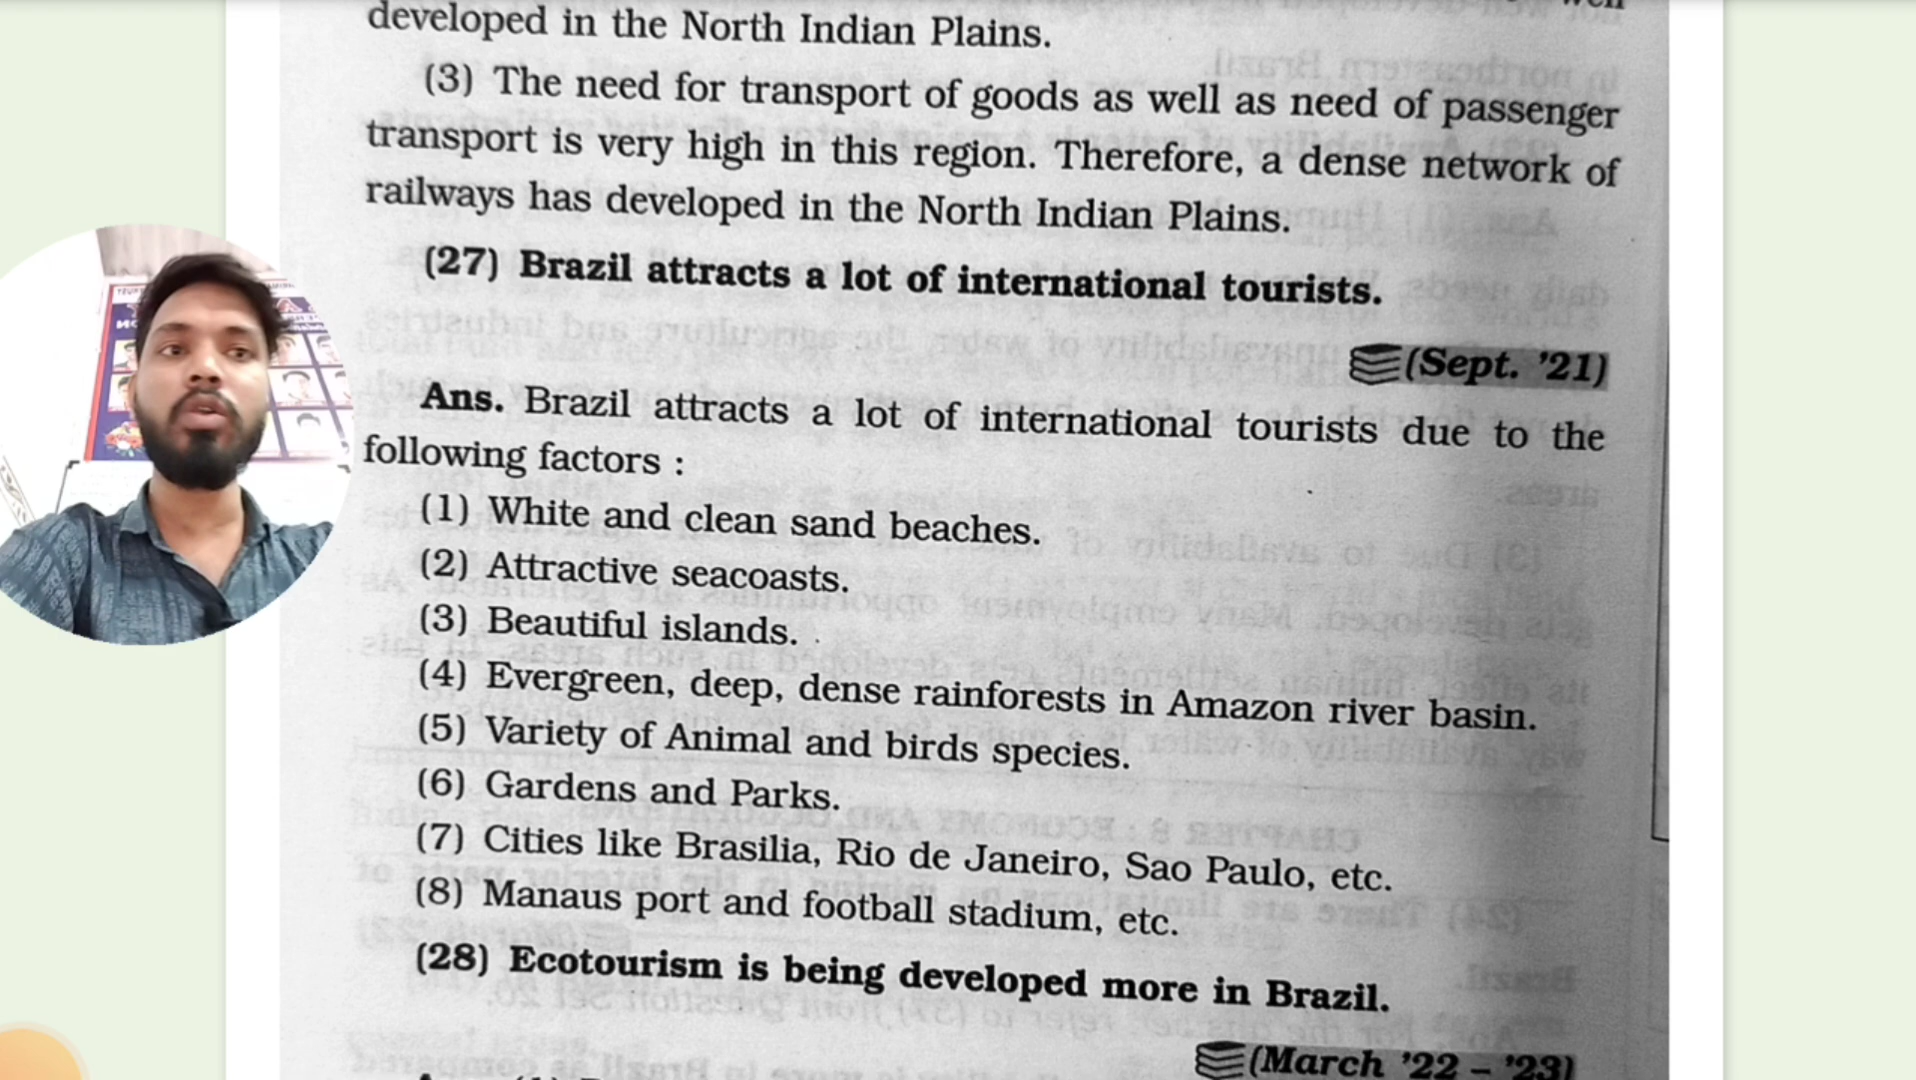 developed in the North Indian Plains.
(3) The need for transport of goods as well as need of passenger
transport is very high in this region. Therefore, a dense network of
railways has developed in the North Indian Plains.
(27) Brazil attracts a lot of international tourists.
(Sept. '21)
Ans. Brazil attracts a lot of international tourists due to the
following factors :
(1) White and clean sand beaches.
(2) Attractive seacoasts.
(3) Beautiful islands.
(4) Evergreen, deep, dense rainforests in Amazon river basin.
(5) Variety of Animal and birds species.
(6) Gardens and Parks.
(7) Cities like Brasilia, Rio de Janeiro, Sao Paulo, etc.
(8) Manaus port and football stadium, etc.
(28) Ecotourism is being developed more in Brazil.
(March '22 – '23)